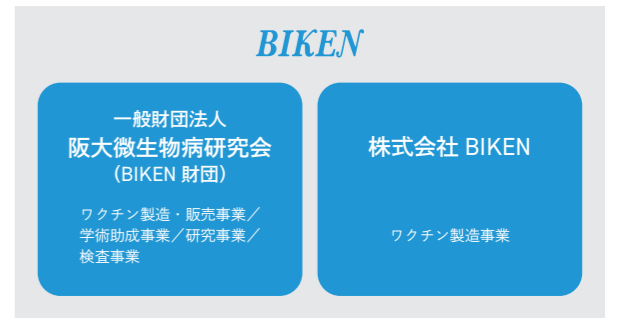 BIKEN
一般財団法人
阪大微生物病研究会
（BIKEN 財団）
ワクチン製造・販売事業／
学術助成事業／研究事業／
検査事業
株式会社 BIKEN
ワクチン製造事業